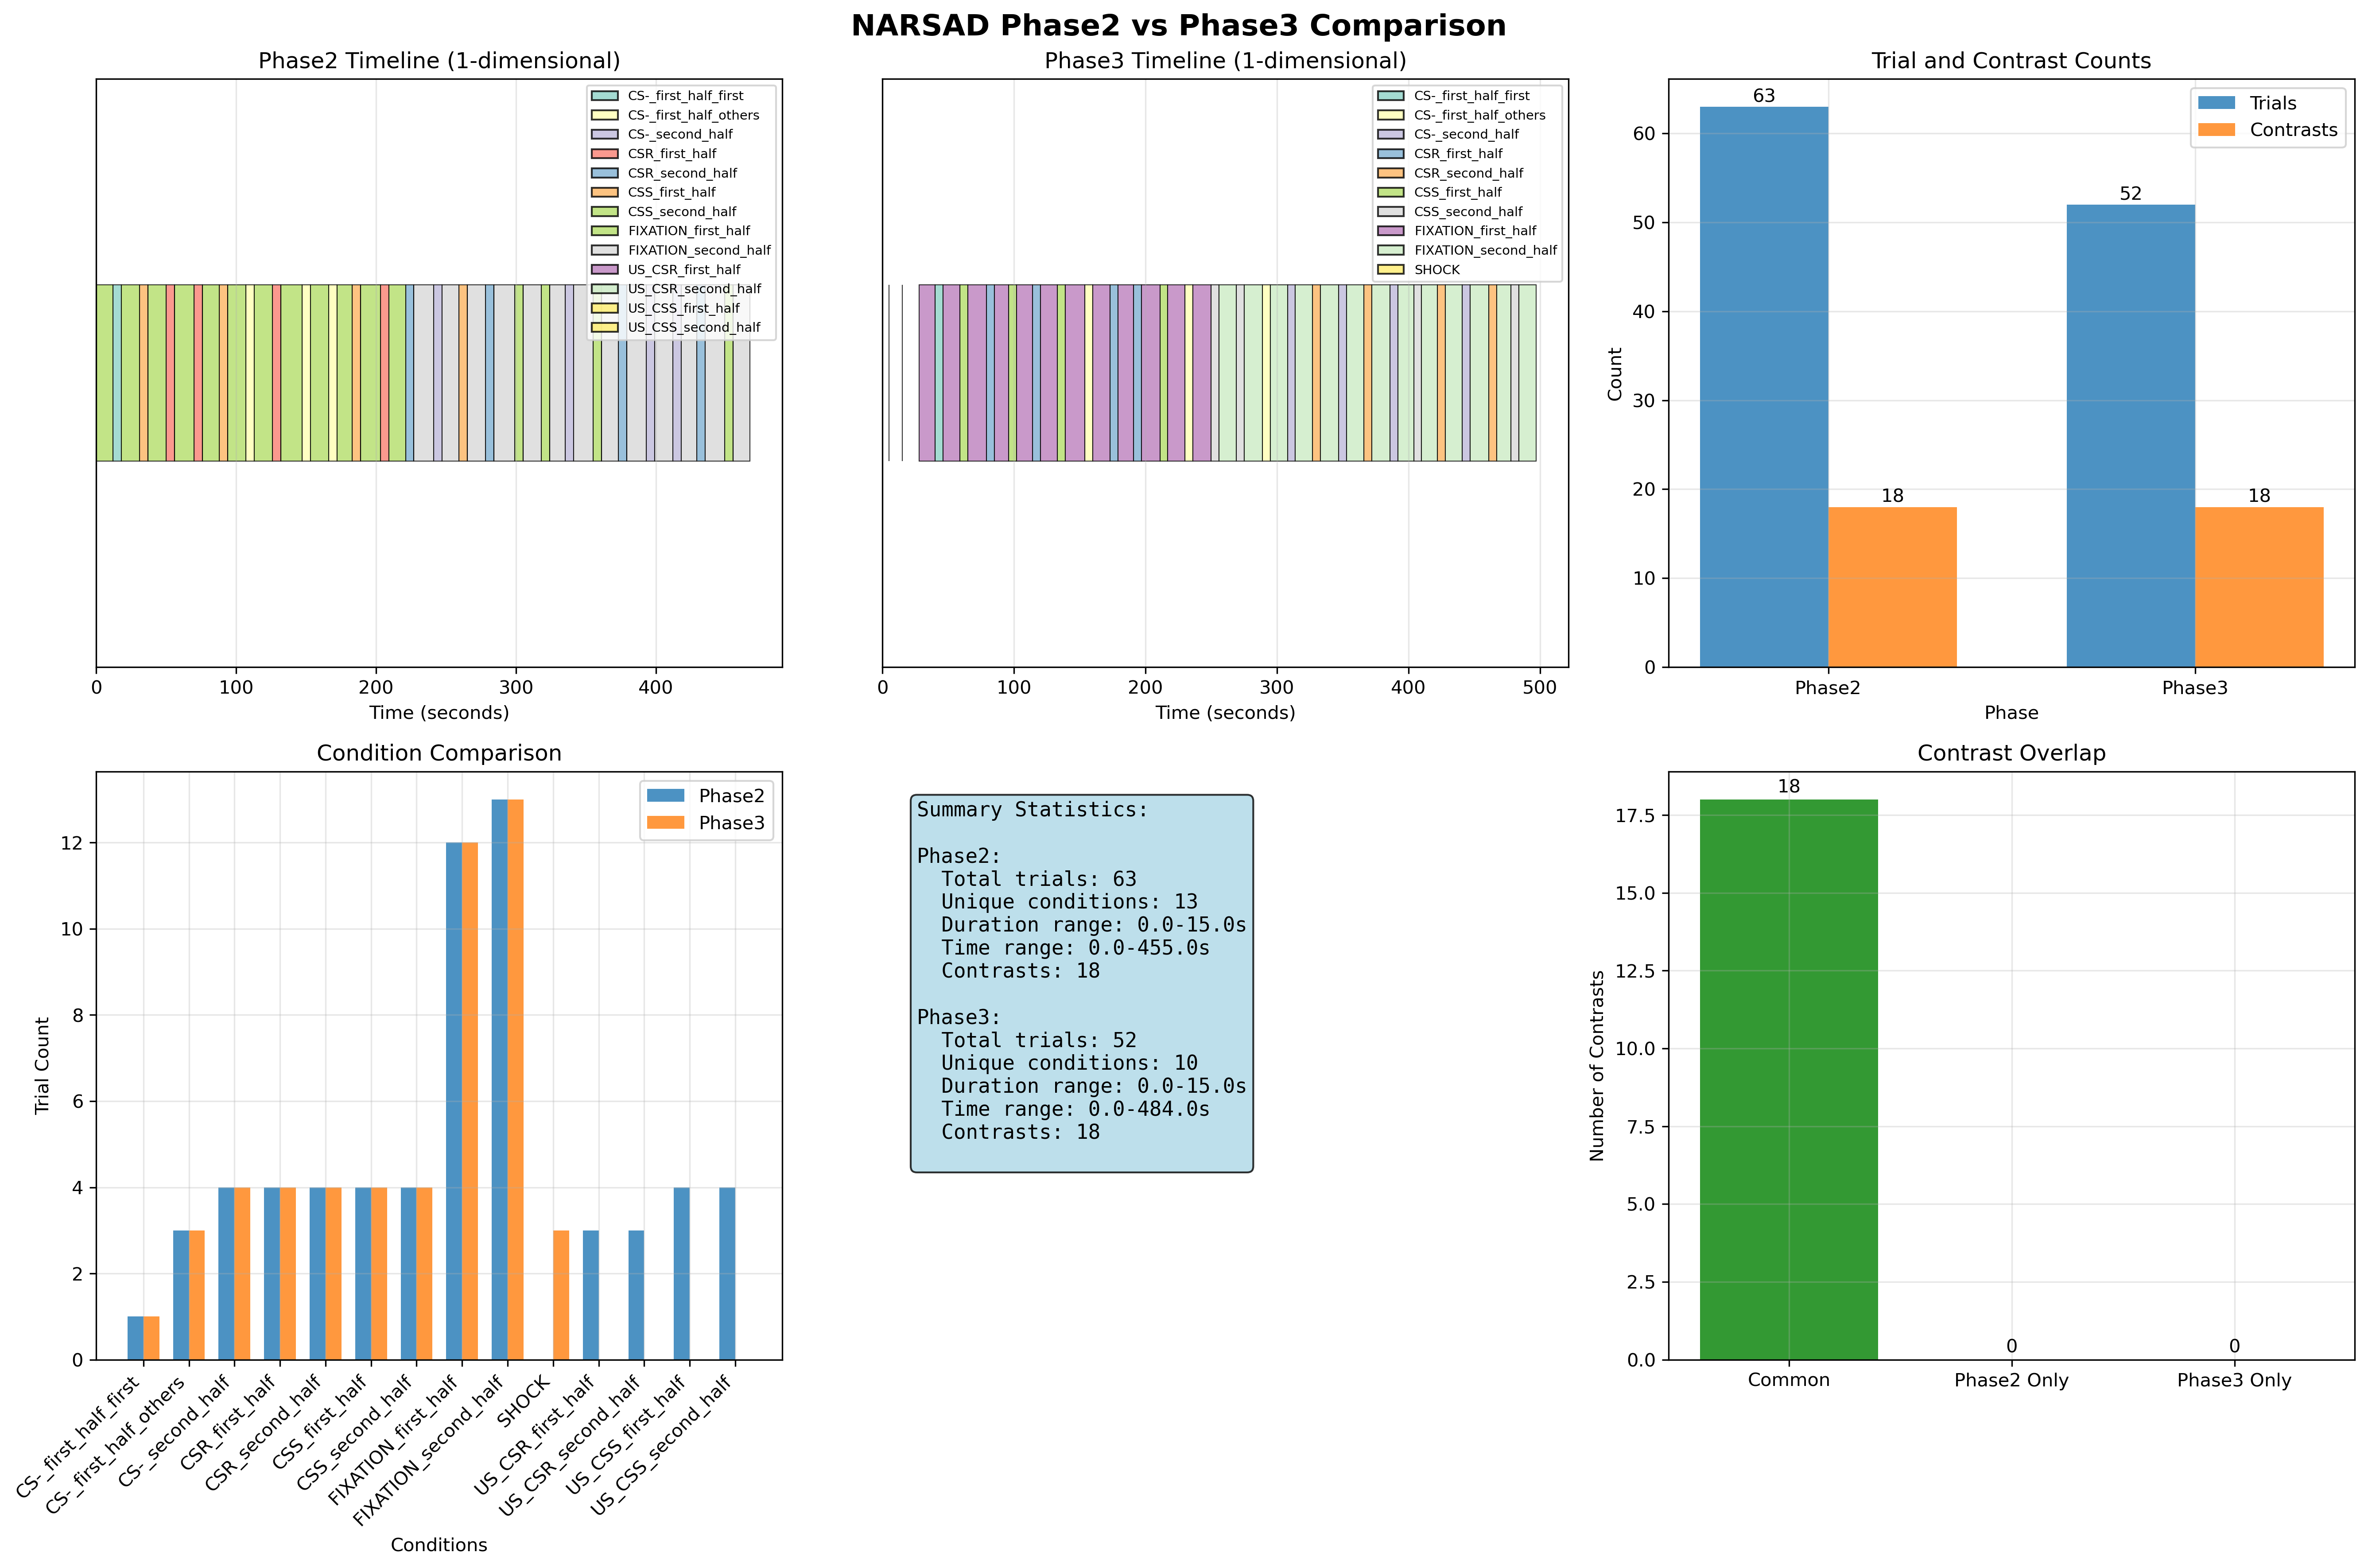 NARSAD Phase2 vs Phase3 Comparison
Phase2 Timeline (1-dimensional)
CS-_first_half_first
CS-_first_half_others
CS-_second_half
CSR_first_half
CSR_second_half
CSS_first_half
CSS_second_half
FIXATION_first_half
FIXATION_second_half
US_CSR_first_half
US_CSR_second_half
US_CSS_first_half
US_CSS_second_half
0 100 200 300 400
Time (seconds)
Phase3 Timeline (1-dimensional)
CS-_first_half_first
CS-_first_half_others
CS-_second_half
CSR_first_half
CSR_second_half
CSS_first_half
CSS_second_half
FIXATION_first_half
FIXATION_second_half
SHOCK
0 100 200 300 400 500
Time (seconds)
Trial and Contrast Counts
Trials
Contrasts
63
18
52
18
60
50
40
30
20
10
0
Count
Phase2 Phase3
Phase
Condition Comparison
Phase2
Phase3
12
10
8
6
4
2
0
Trial Count
CS-_first_half_first
CS-_first_half_others
CS-_second_half
CSR_first_half
CSR_second_half
CSS_first_half
CSS_second_half
FIXATION_first_half
FIXATION_second_half
SHOCK
US_CSR_first_half
US_CSR_second_half
US_CSS_first_half
US_CSS_second_half
Conditions
Summary Statistics:
Phase2:
Total trials: 63
Unique conditions: 13
Duration range: 0.0-15.0s
Time range: 0.0-455.0s
Contrasts: 18
Phase3:
Total trials: 52
Unique conditions: 10
Duration range: 0.0-15.0s
Time range: 0.0-484.0s
Contrasts: 18
Contrast Overlap
18
0
0
17.5
15.0
12.5
10.0
7.5
5.0
2.5
0.0
Number of Contrasts
Common Phase2 Only Phase3 Only